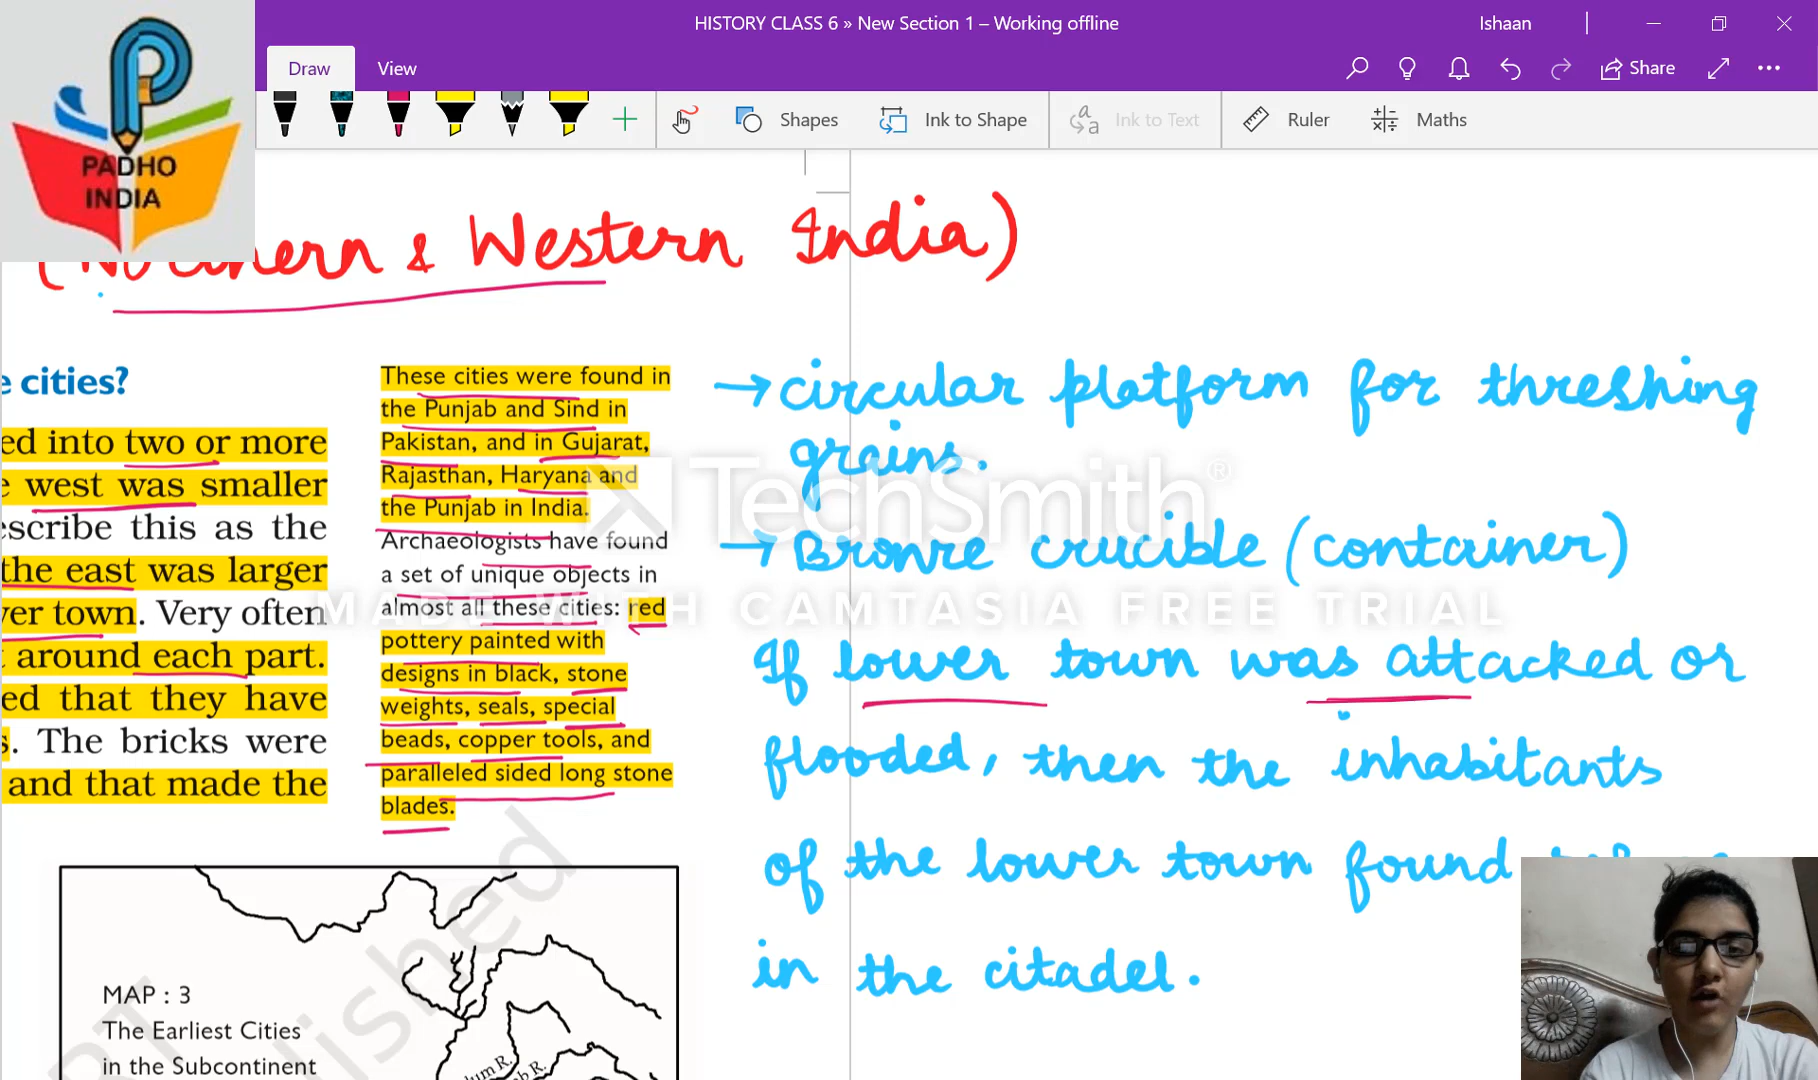 HISTORY CLASS 6 » New Section 1 – Working offline
Ishaan
Draw
View
Share
Shapes
Ink to Shape
Ink to Text
Ruler
Maths
PADHO
INDIA
(Northern & Western India)
e cities?
ed into two or more
e west was smaller
escribe this as the
the east was larger
ver town. Very often
t around each part.
ed that they have
s. The bricks were
and that made the
These cities were found in
the Punjab and Sind in
Pakistan, and in Gujarat,
Rajasthan, Haryana and
the Punjab in India.
Archaeologists have found
a set of unique objects in
almost all these cities: red
pottery painted with
designs in black, stone
weights, seals, special
beads, copper tools, and
paralleled sided long stone
blades.
→ circular platform for threshing
grains.
→ Bronze crucible (container)
If lower town was attacked or
flooded, then the inhabitants
of the lower town found
in the citadel.
TechSmith®
MADE WITH CAMTASIA FREE TRIAL
MAP : 3
The Earliest Cities
in the Subcontinent
lum R.
b R.